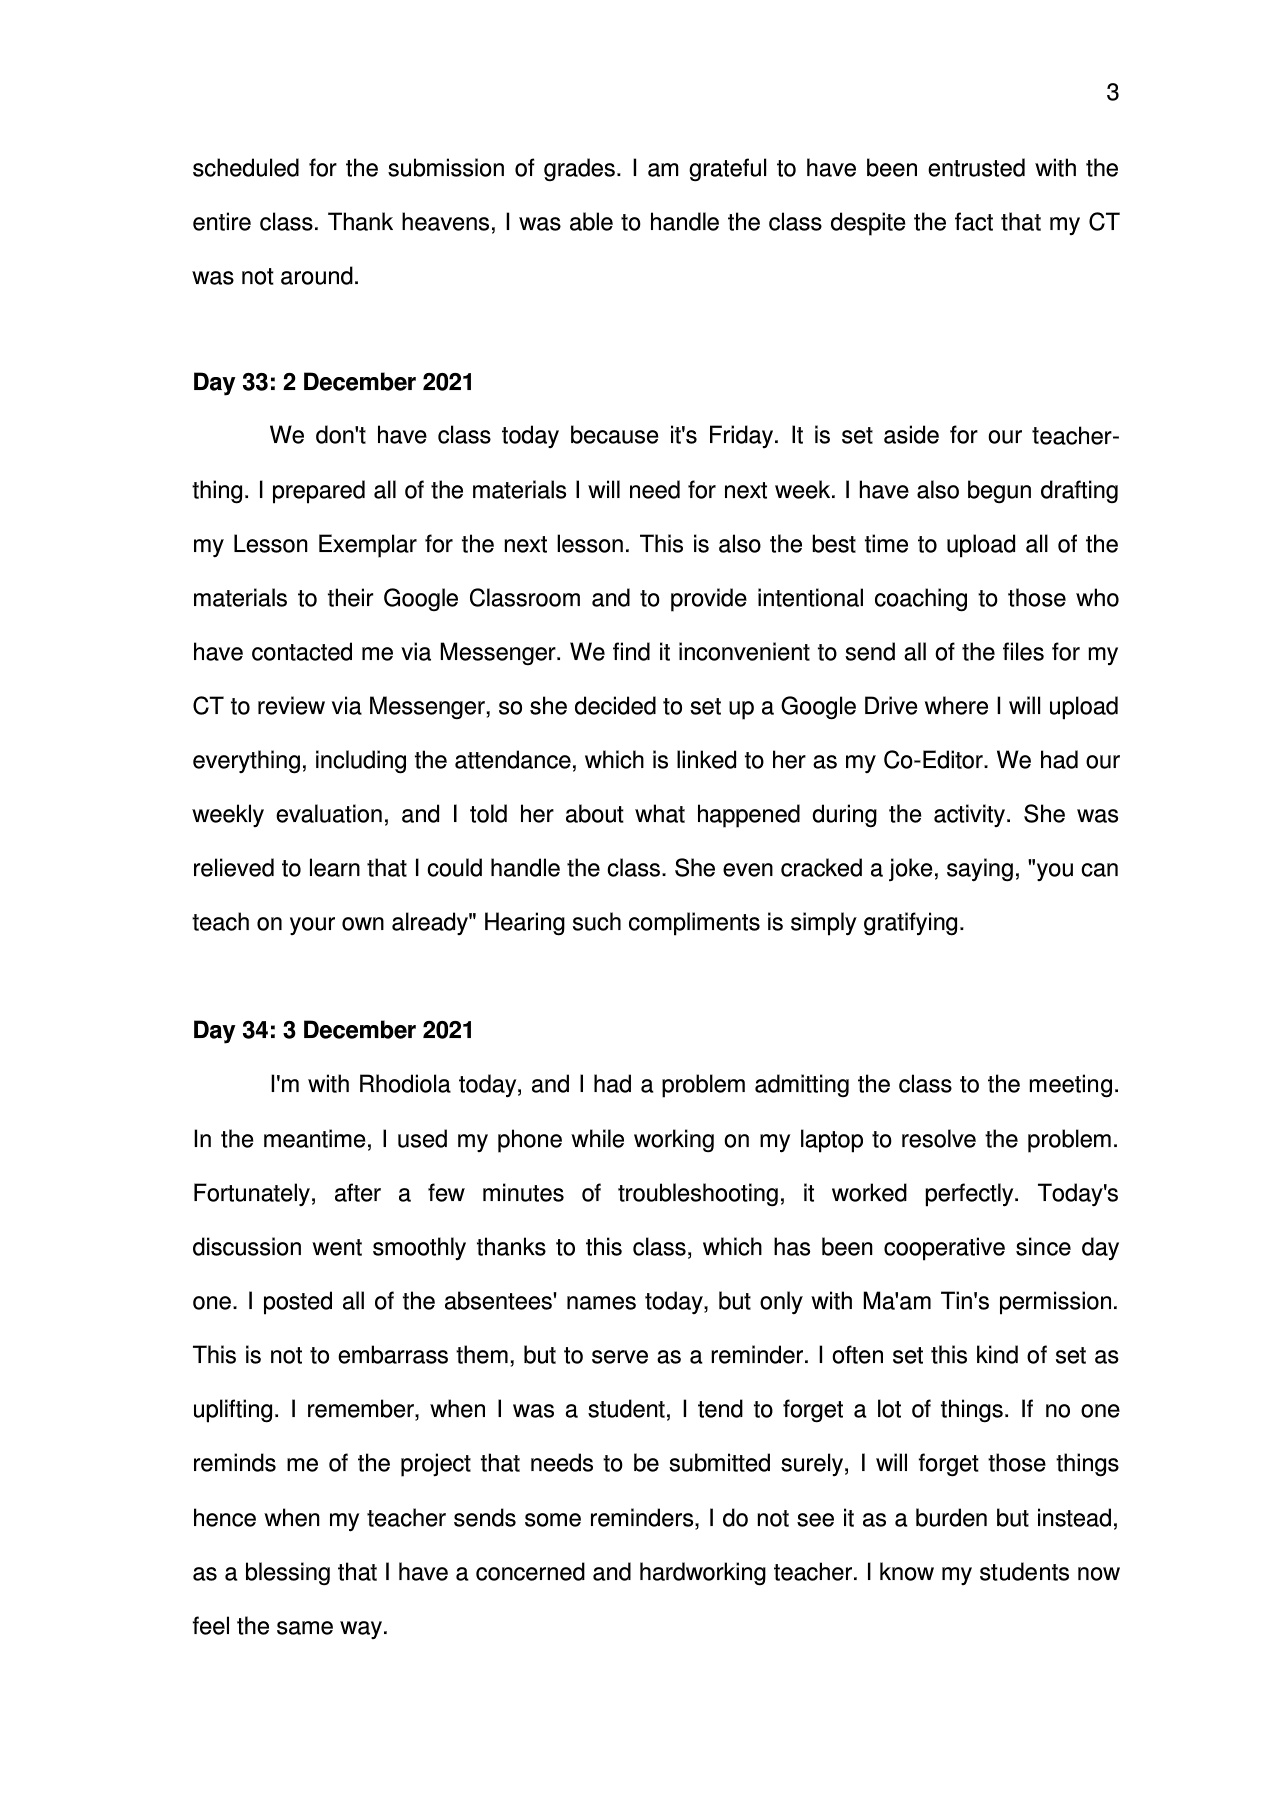 3
scheduled for the submission of grades. I am grateful to have been entrusted with the
entire class. Thank heavens, I was able to handle the class despite the fact that my CT
was not around.
Day 33: 2 December 2021
We don't have class today because it's Friday. It is set aside for our teacher-
thing. I prepared all of the materials I will need for next week. I have also begun drafting
my Lesson Exemplar for the next lesson. This is also the best time to upload all of the
materials to their Google Classroom and to provide intentional coaching to those who
have contacted me via Messenger. We find it inconvenient to send all of the files for my
CT to review via Messenger, so she decided to set up a Google Drive where I will upload
everything, including the attendance, which is linked to her as my Co-Editor. We had our
weekly evaluation, and I told her about what happened during the activity. She was
relieved to learn that I could handle the class. She even cracked a joke, saying, "you can
teach on your own already" Hearing such compliments is simply gratifying.
Day 34: 3 December 2021
I'm with Rhodiola today, and I had a problem admitting the class to the meeting.
In the meantime, I used my phone while working on my laptop to resolve the problem.
Fortunately, after a few minutes of troubleshooting, it worked perfectly. Today's
discussion went smoothly thanks to this class, which has been cooperative since day
one. I posted all of the absentees' names today, but only with Ma'am Tin's permission.
This is not to embarrass them, but to serve as a reminder. I often set this kind of set as
uplifting. I remember, when I was a student, I tend to forget a lot of things. If no one
reminds me of the project that needs to be submitted surely, I will forget those things
hence when my teacher sends some reminders, I do not see it as a burden but instead,
as a blessing that I have a concerned and hardworking teacher. I know my students now
feel the same way.